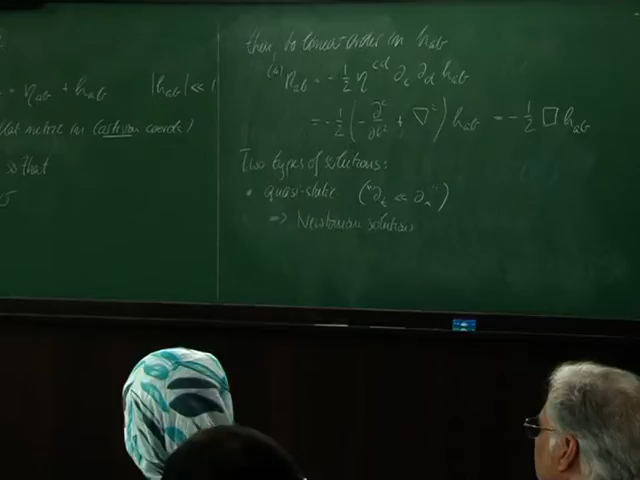 = η_ab + h_ab |h_ab| << 1
flat metric in Cartesian coords)
so that
σ
then, to linear order in h_ab
R_ab = -1/2 η^cd ∂_c ∂_d h_ab
= -1/2 (-∂²/∂t² + ∇²) h_ab = -1/2 □ h_ab
Two types of solutions:
• quasi-static ("∂_t << ∂_x")
=> Newtonian solutions